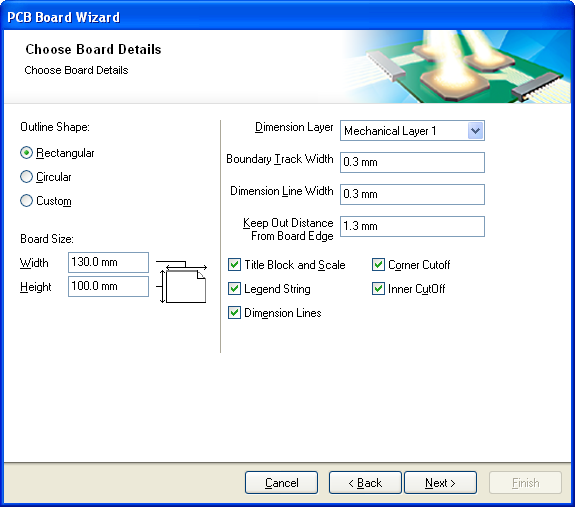 PCB Board Wizard
Choose Board Details
Choose Board Details
Outline Shape:
Rectangular
Circular
Custom
Board Size:
Width 130.0 mm
Height 100.0 mm
Dimension Layer Mechanical Layer 1
Boundary Track Width 0.3 mm
Dimension Line Width 0.3 mm
Keep Out Distance
From Board Edge 1.3 mm
Title Block and Scale Corner Cutoff
Legend String Inner CutOff
Dimension Lines
Cancel < Back Next > Finish